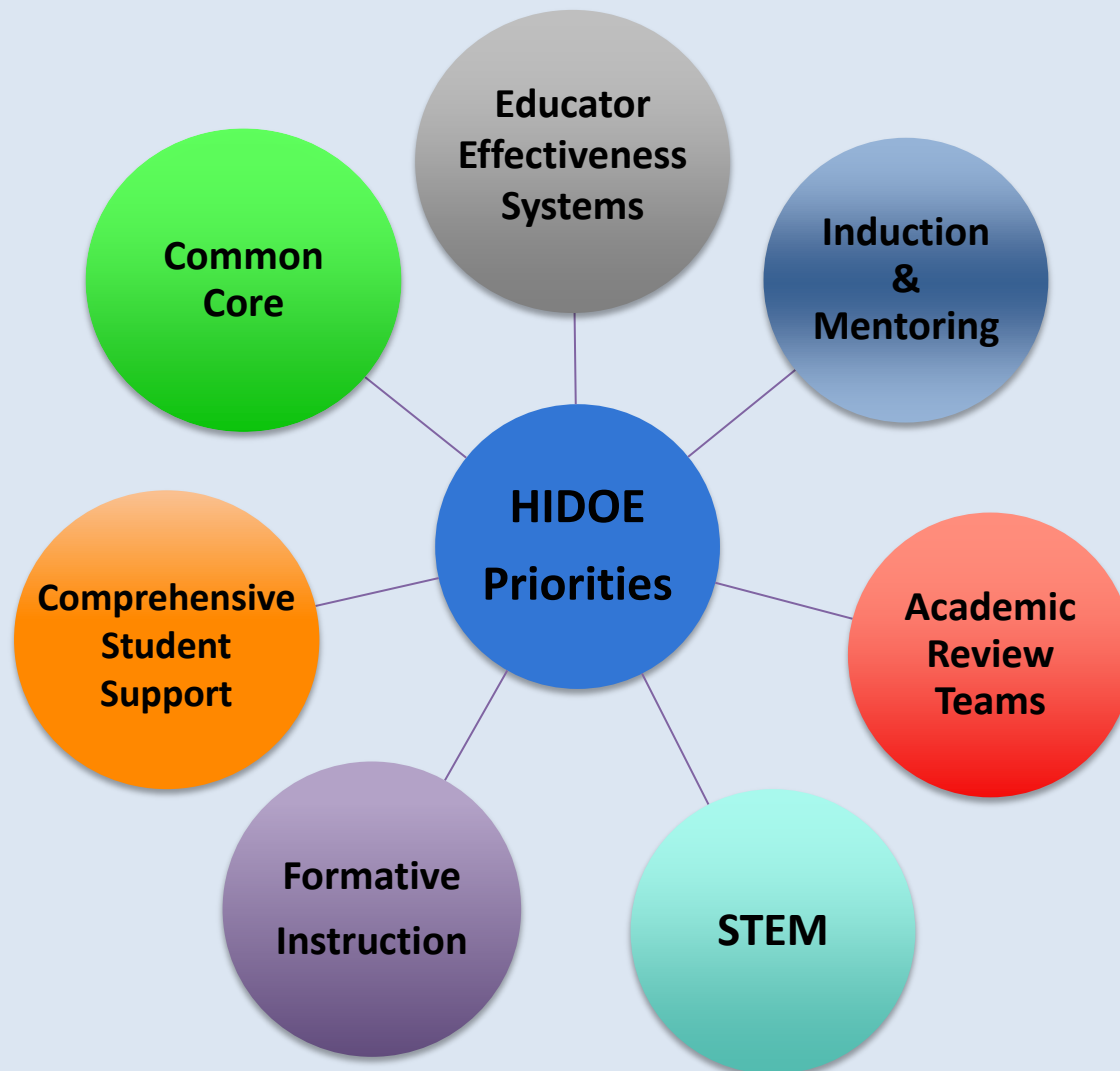 Educator
Effectiveness
Systems
Induction
&
Mentoring
Common
Core
HIDOE
Priorities
Academic
Review
Teams
Comprehensive
Student
Support
Formative
Instruction
STEM